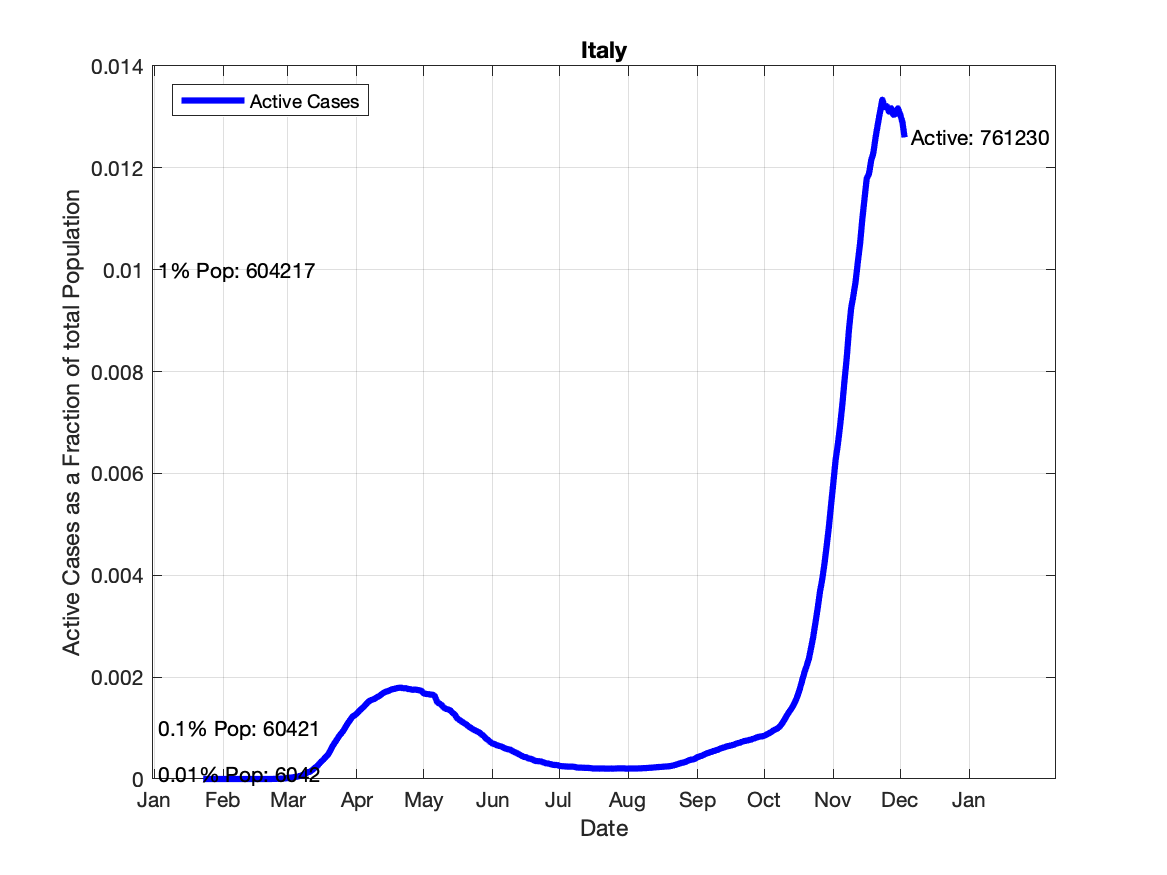 Italy
0.014
Active Cases
Active: 761230
0.012
1% Pop: 604217
0.01
0.008
0.006
0.004
0.002
0.1% Pop: 60421
0.01% Pop: 6042
0
Active Cases as a Fraction of total Population
Jan Feb Mar Apr May Jun Jul Aug Sep Oct Nov Dec Jan
Date